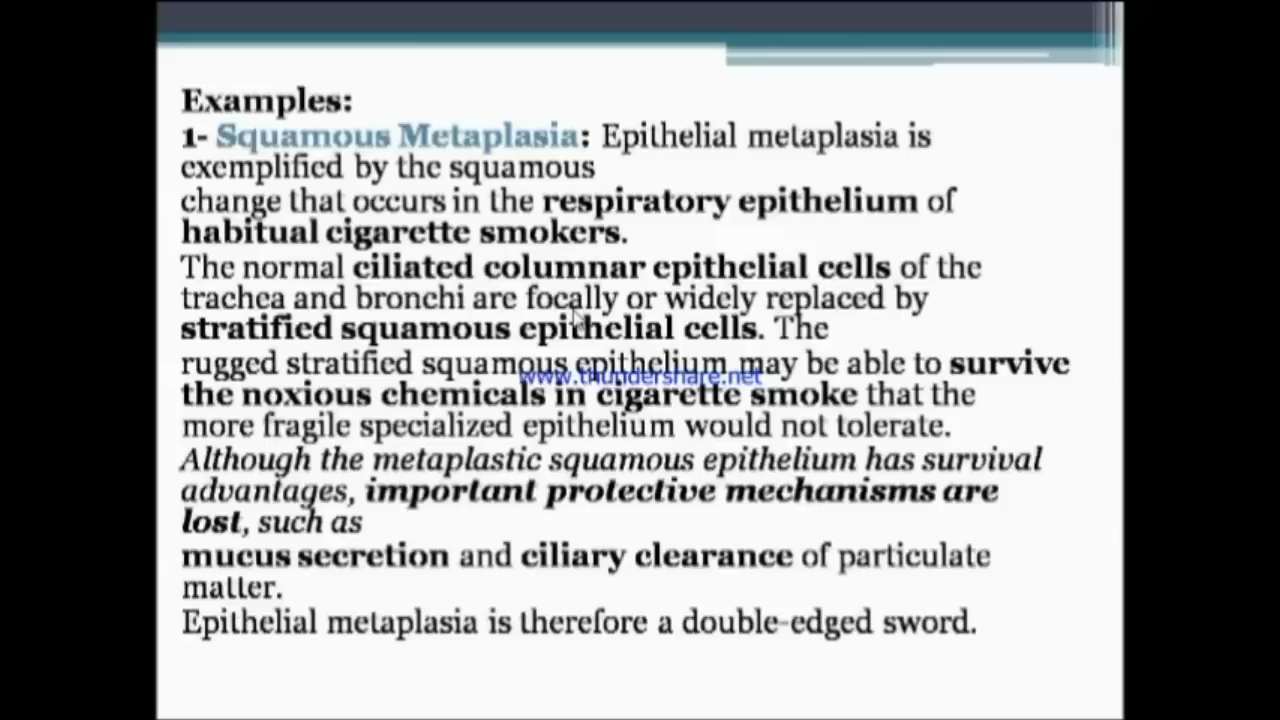 Examples:
1- Squamous Metaplasia: Epithelial metaplasia is
exemplified by the squamous
change that occurs in the respiratory epithelium of
habitual cigarette smokers.
The normal ciliated columnar epithelial cells of the
trachea and bronchi are focally or widely replaced by
stratified squamous epithelial cells. The
rugged stratified squamous epithelium may be able to survive
www.thundershare.net
the noxious chemicals in cigarette smoke that the
more fragile specialized epithelium would not tolerate.
Although the metaplastic squamous epithelium has survival
advantages, important protective mechanisms are
lost, such as
mucus secretion and ciliary clearance of particulate
matter.
Epithelial metaplasia is therefore a double-edged sword.